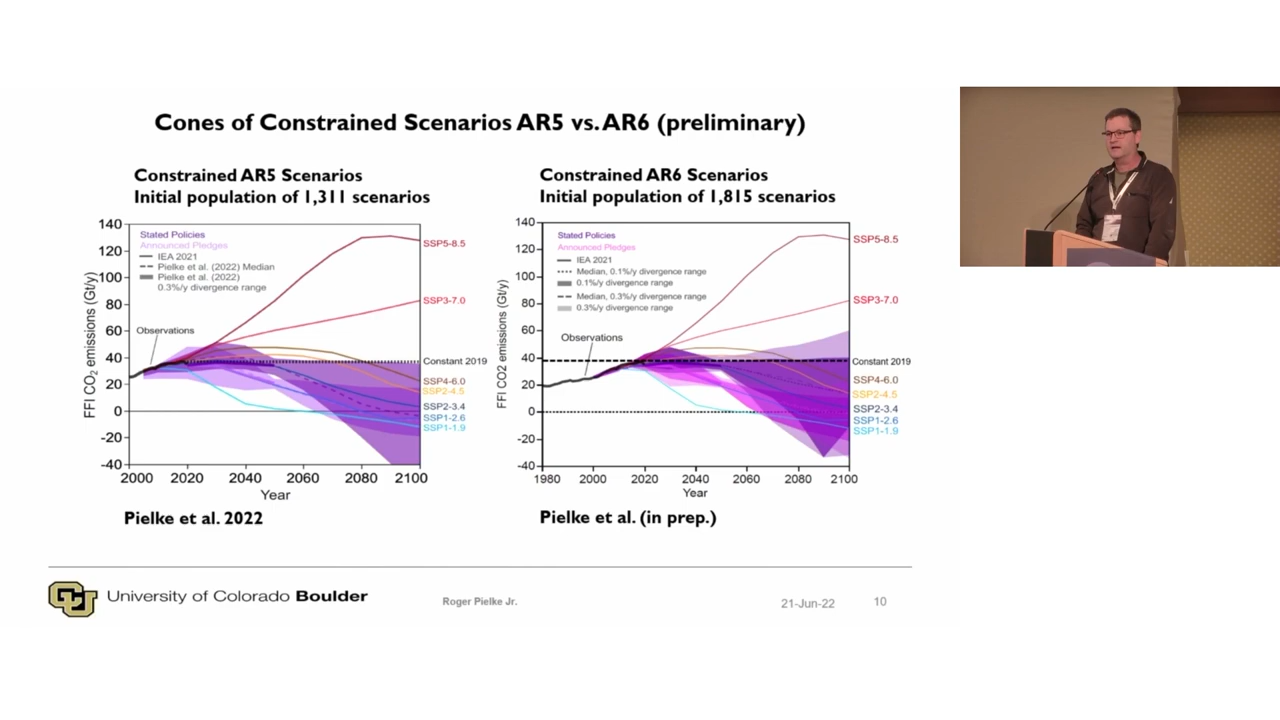 Cones of Constrained Scenarios AR5 vs. AR6 (preliminary)
Constrained AR5 Scenarios
Initial population of 1,311 scenarios
140
120
100
80
60
40
20
0
-20
-40
FFI CO2 emissions (Gt/y)
Stated Policies
Announced Pledges
IEA 2021
Pielke et al. (2022) Median
Pielke et al. (2022)
0.3%/y divergence range
Observations
SSP5-8.5
SSP3-7.0
Constant 2019
SSP4-6.0
SSP2-4.5
SSP2-3.4
SSP1-2.6
SSP1-1.9
2000 2020 2040 2060 2080 2100
Year
Pielke et al. 2022
Constrained AR6 Scenarios
Initial population of 1,815 scenarios
140
120
100
80
60
40
20
0
-20
-40
FFI CO2 emissions (Gt/y)
Stated Policies
Announced Pledges
IEA 2021
Median, 0.1%/y divergence range
0.1%/y divergence range
Median, 0.3%/y divergence range
0.3%/y divergence range
Observations
SSP5-8.5
SSP3-7.0
Constant 2019
SSP4-6.0
SSP2-4.5
SSP2-3.4
SSP1-2.6
SSP1-1.9
1980 2000 2020 2040 2060 2080 2100
Year
Pielke et al. (in prep.)
CU University of Colorado Boulder
Roger Pielke Jr.
21-Jun-22
10